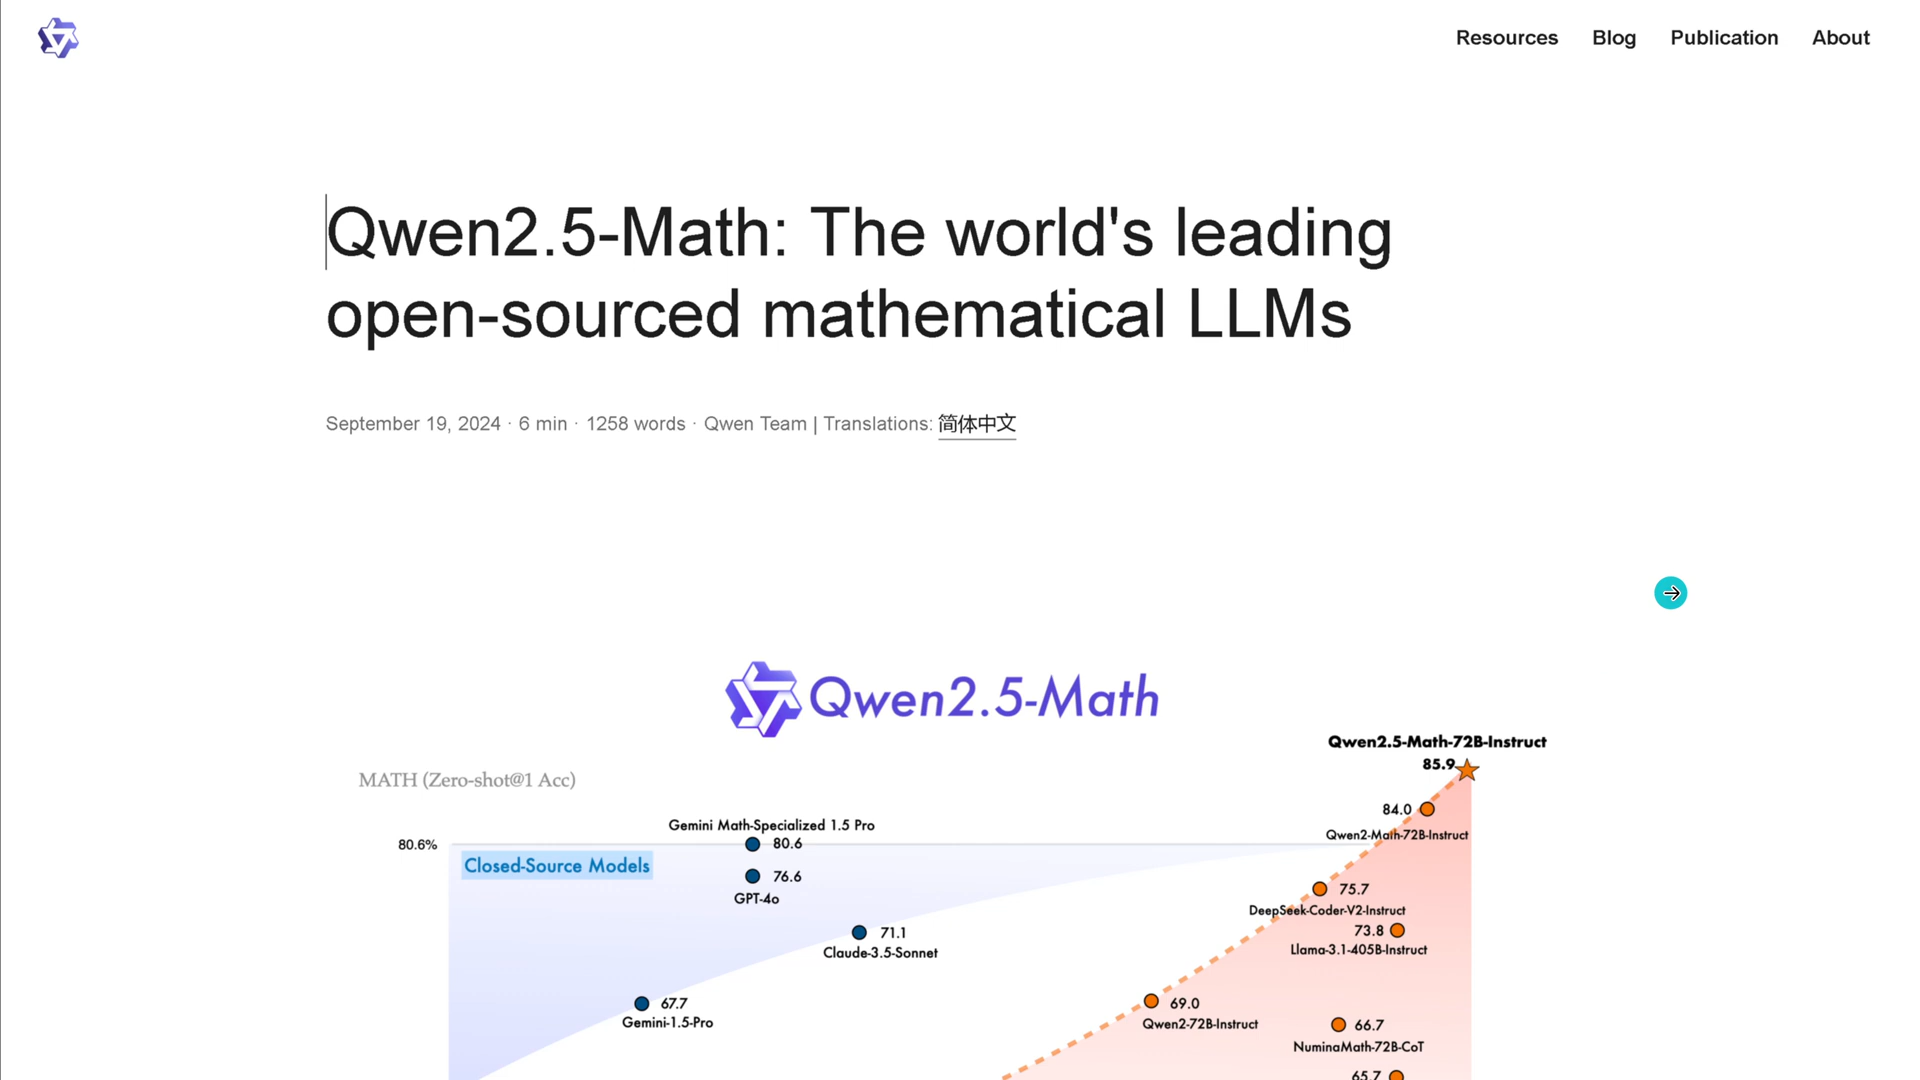 Resources Blog Publication About
Qwen2.5-Math: The world's leading
open-sourced mathematical LLMs
September 19, 2024 · 6 min · 1258 words · Qwen Team | Translations: 简体中文
Qwen2.5-Math
Qwen2.5-Math-72B-Instruct
85.9
MATH (Zero-shot@1 Acc)
84.0
Qwen2-Math-72B-Instruct
Gemini Math-Specialized 1.5 Pro
80.6%
80.6
Closed-Source Models
76.6
GPT-4o
75.7
DeepSeek-Coder-V2-Instruct
71.1
Claude-3.5-Sonnet
73.8
Llama-3.1-405B-Instruct
67.7
Gemini-1.5-Pro
69.0
Qwen2-72B-Instruct
66.7
NuminaMath-72B-CoT
65.7